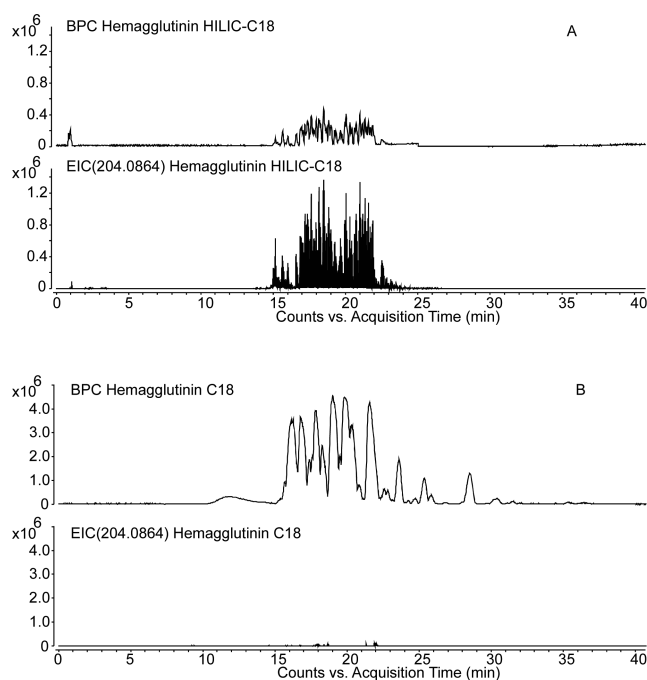 x10 6
BPC Hemagglutinin HILIC-C18
A
1.2
0.8
0.4
0
x10 6
EIC(204.0864) Hemagglutinin HILIC-C18
1.2
0.8
0.4
0
0 5 10 15 20 25 30 35 40
Counts vs. Acquisition Time (min)
x10 6
BPC Hemagglutinin C18
B
4.0
3.0
2.0
1.0
0
x10 6
EIC(204.0864) Hemagglutinin C18
4.0
3.0
2.0
1.0
0
0 5 10 15 20 25 30 35 40
Counts vs. Acquisition Time (min)